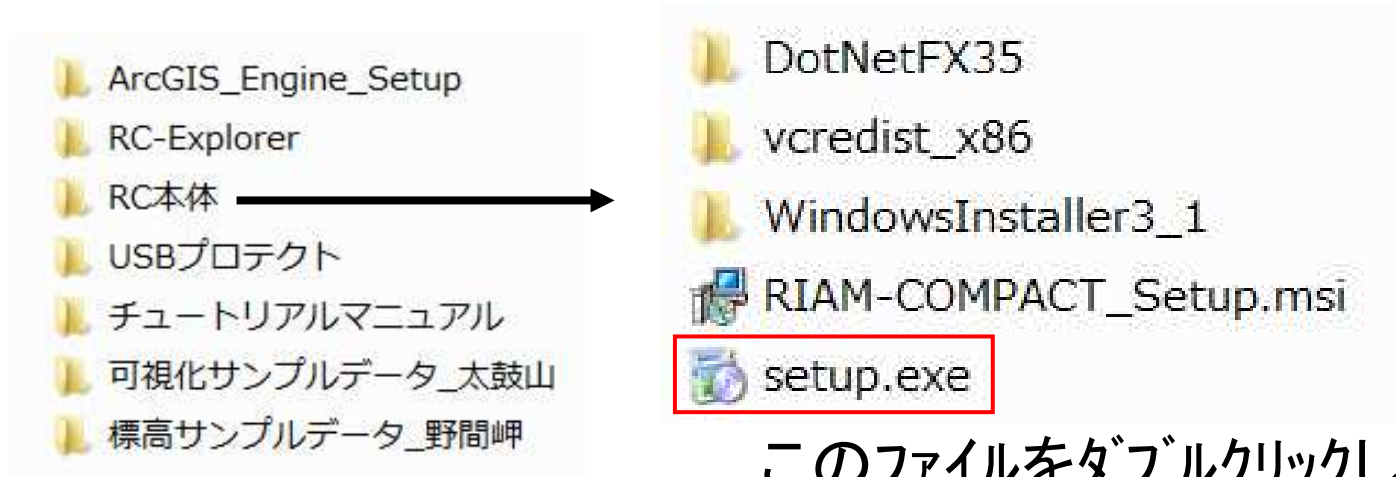 ArcGIS_Engine_Setup
RC-Explorer
RC本体
USBプロテクト
チュートリアルマニュアル
可視化サンプルデータ_太鼓山
標高サンプルデータ_野間岬
DotNetFX35
vcredist_x86
WindowsInstaller3_1
RIAM-COMPACT_Setup.msi
setup.exe
このファイルをダブルクリックし